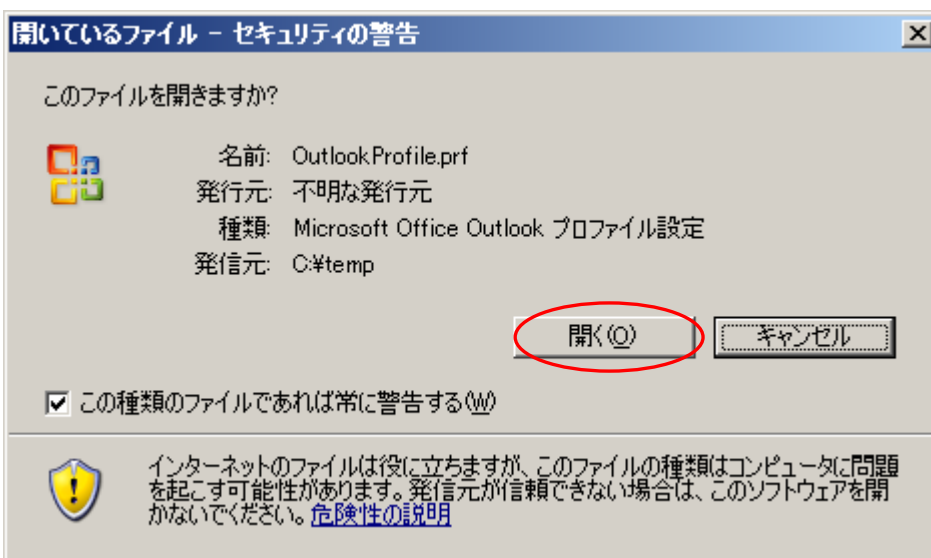 開いているファイル - セキュリティの警告
このファイルを開きますか?
名前: OutlookProfile.prf
発行元: 不明な発行元
種類: Microsoft Office Outlook プロファイル設定
発信元: C:¥temp
開く(O) キャンセル
この種類のファイルであれば常に警告する(W)
インターネットのファイルは役に立ちますが、このファイルの種類はコンピュータに問題
を起こす可能性があります。発信元が信頼できない場合は、このソフトウェアを開
かないでください。危険性の説明